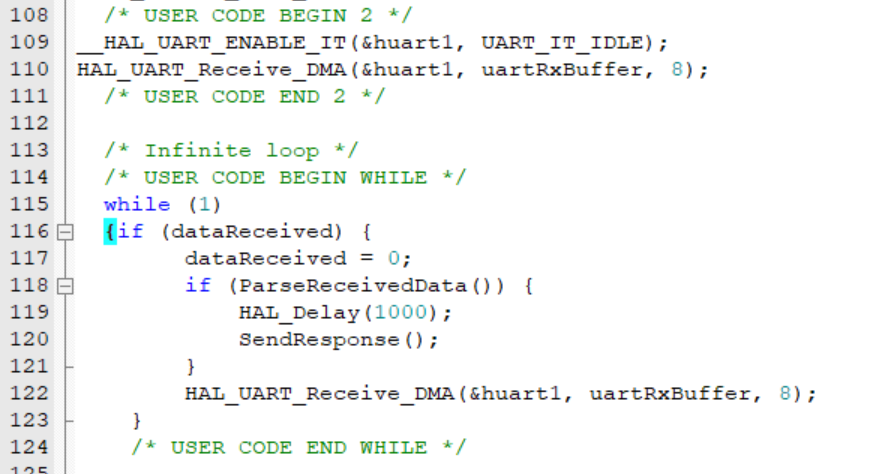 108 /* USER CODE BEGIN 2 */
109 __HAL_UART_ENABLE_IT(&huart1, UART_IT_IDLE);
110 HAL_UART_Receive_DMA(&huart1, uartRxBuffer, 8);
111 /* USER CODE END 2 */
112
113 /* Infinite loop */
114 /* USER CODE BEGIN WHILE */
115 while (1)
116 {if (dataReceived) {
117 dataReceived = 0;
118 if (ParseReceivedData()) {
119 HAL_Delay(1000);
120 SendResponse();
121 }
122 HAL_UART_Receive_DMA(&huart1, uartRxBuffer, 8);
123 }
124 /* USER CODE END WHILE */
125